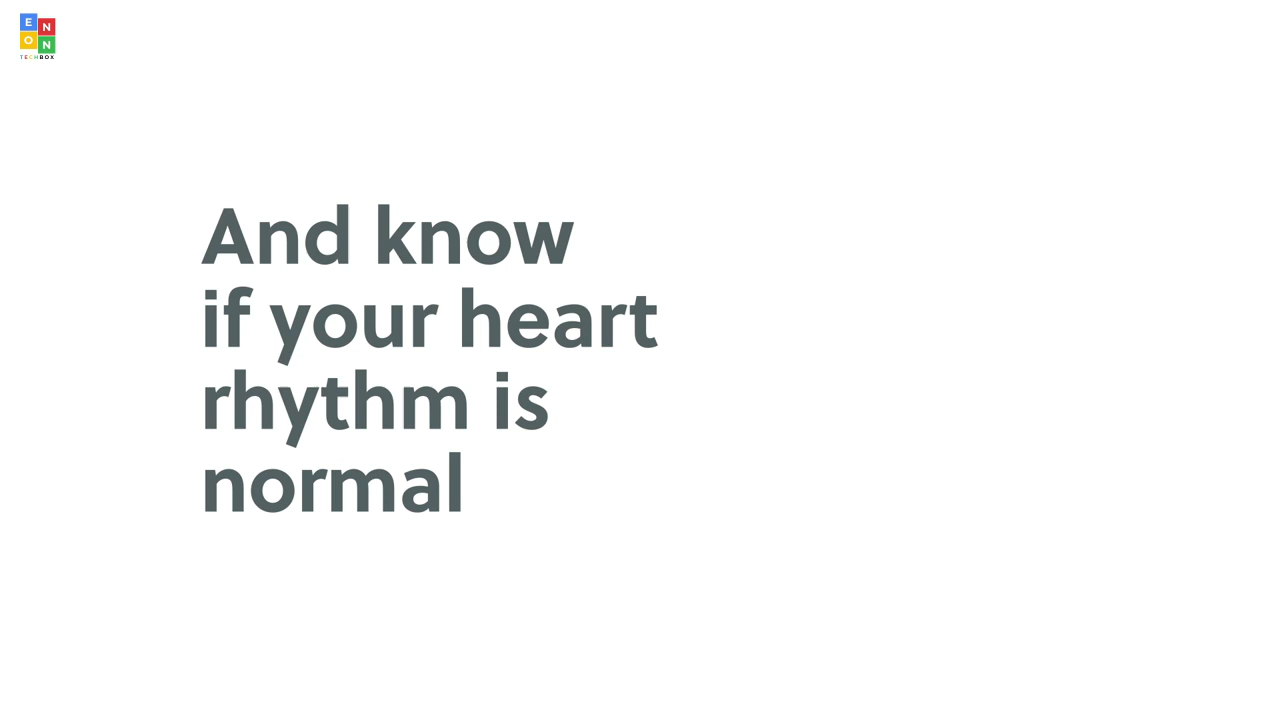 E N
O N
TECHBOX
And know
if your heart
rhythm is
normal